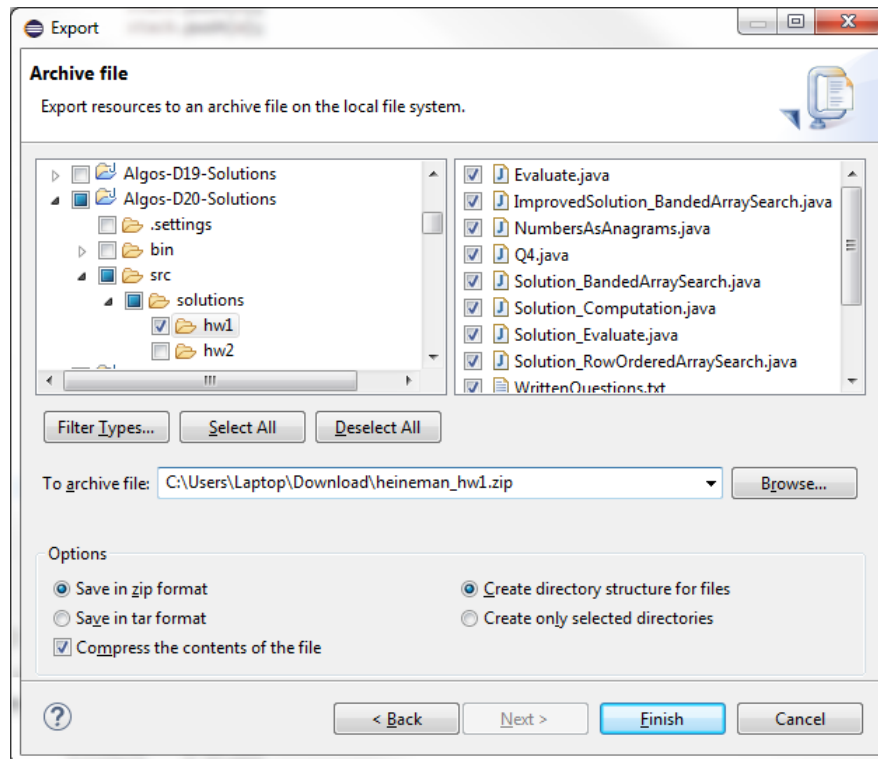 Export
Archive file
Export resources to an archive file on the local file system.
Algos-D19-Solutions
Algos-D20-Solutions
.settings
bin
src
solutions
hw1
hw2
Evaluate.java
ImprovedSolution_BandedArraySearch.java
NumbersAsAnagrams.java
Q4.java
Solution_BandedArraySearch.java
Solution_Computation.java
Solution_Evaluate.java
Solution_RowOrderedArraySearch.java
WrittenQuestions.txt
Filter Types... Select All Deselect All
To archive file: C:\Users\Laptop\Download\heineman_hw1.zip Browse...
Options
Save in zip format
Save in tar format
Compress the contents of the file
Create directory structure for files
Create only selected directories
? < Back Next > Finish Cancel